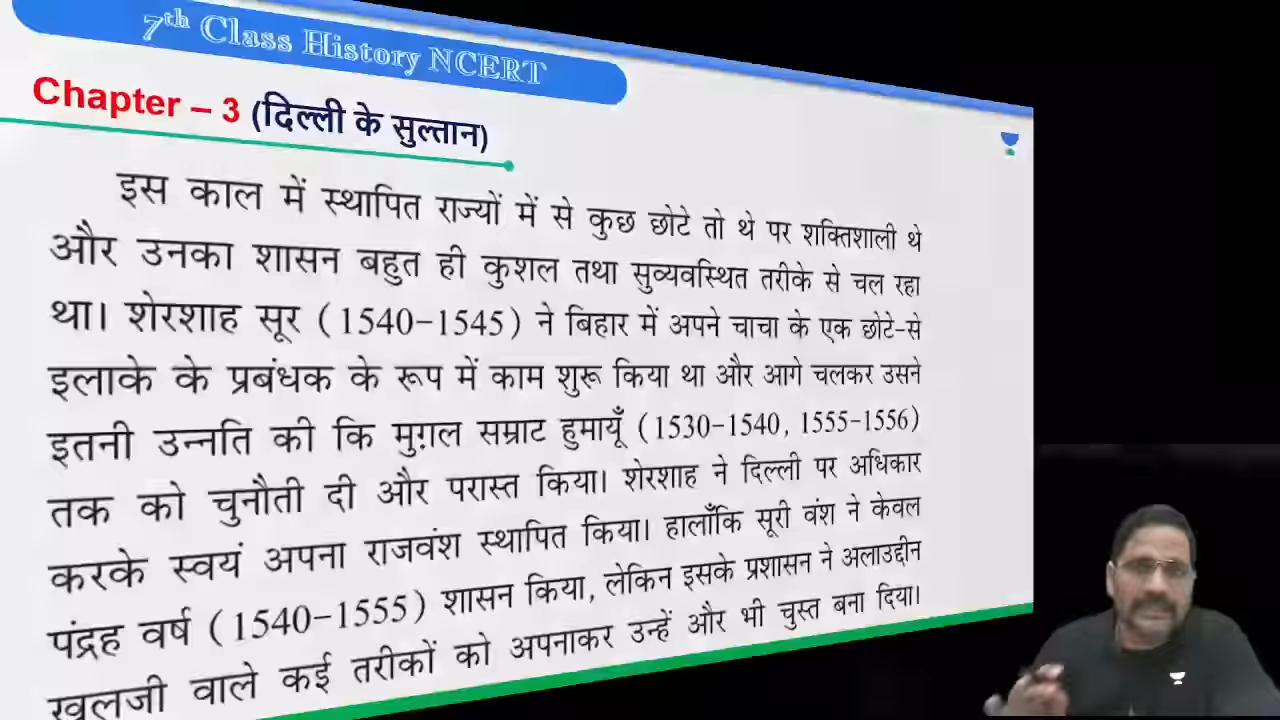 7th Class History NCERT
Chapter – 3 (दिल्ली के सुल्तान)
इस काल में स्थापित राज्यों में से कुछ छोटे तो थे पर शक्तिशाली थे
और उनका शासन बहुत ही कुशल तथा सुव्यवस्थित तरीके से चल रहा
था। शेरशाह सूर (1540-1545) ने बिहार में अपने चाचा के एक छोटे-से
इलाके के प्रबंधक के रूप में काम शुरू किया था और आगे चलकर उसने
इतनी उन्नति की कि मुग़ल सम्राट हुमायूँ (1530-1540, 1555-1556)
तक को चुनौती दी और परास्त किया। शेरशाह ने दिल्ली पर अधिकार
करके स्वयं अपना राजवंश स्थापित किया। हालाँकि सूरी वंश ने केवल
पंद्रह वर्ष (1540-1555) शासन किया, लेकिन इसके प्रशासन ने अलाउद्दीन
खलजी वाले कई तरीकों को अपनाकर उन्हें और भी चुस्त बना दिया।